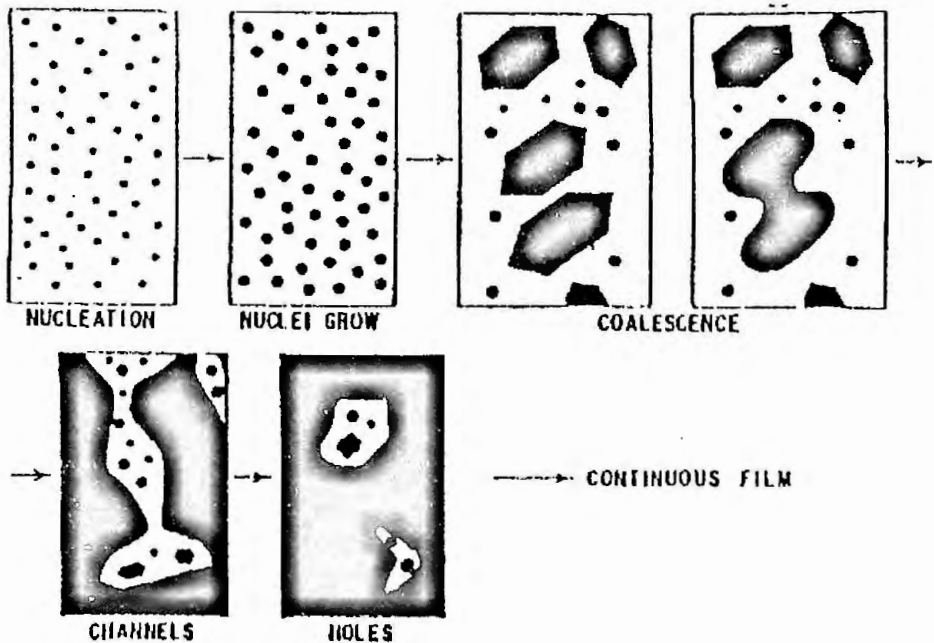 NUCLEATION
NUCLEI GROW
COALESCENCE
CHANNELS
HOLES
CONTINUOUS FILM